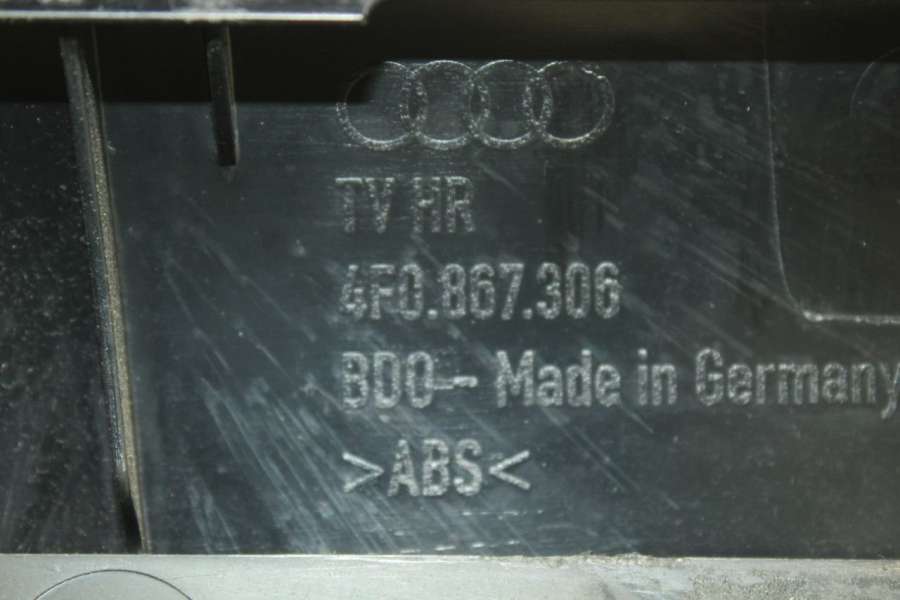 TV HR
4F0.867.306
BDO-- Made in Germany
>ABS<